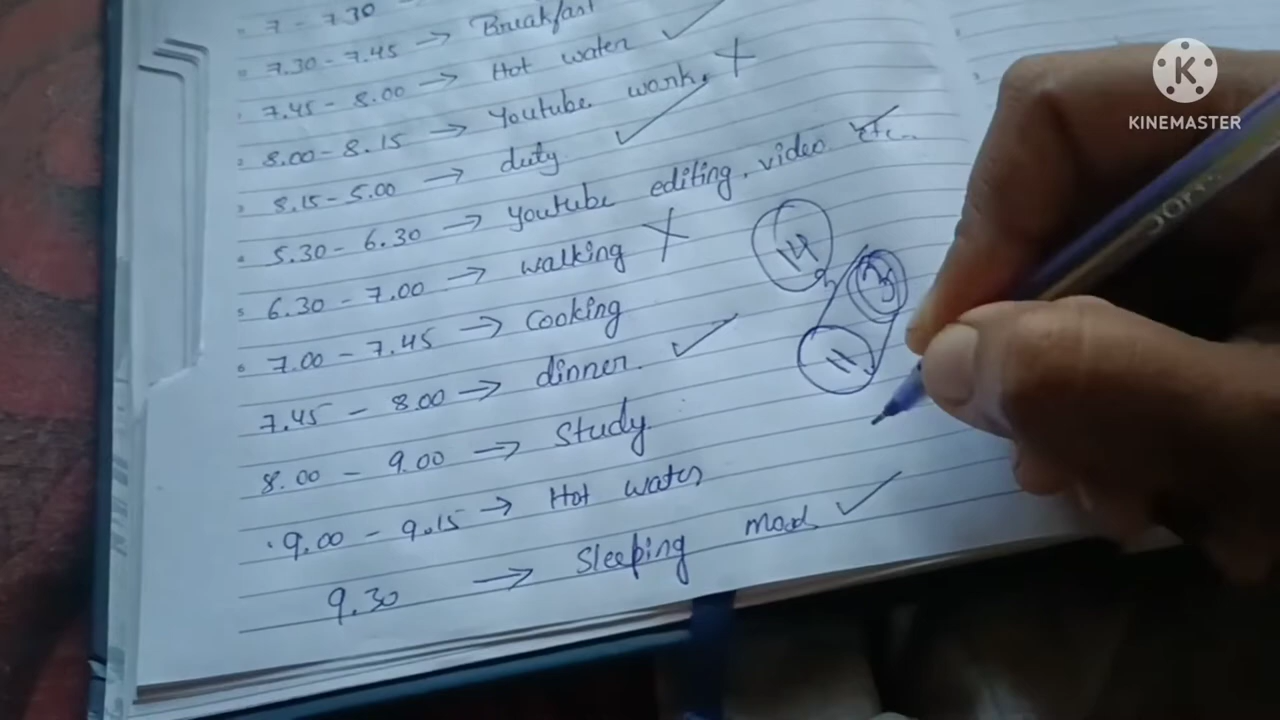 7 - 7.30
7.30 - 7.45 → Breakfast
7.45 - 8.00 → Hot water ✓
8.00 - 8.15 → Youtube work. X
8.15 - 5.00 → duty ✓
5.30 - 6.30 → Youtube editing, video etc..
6.30 - 7.00 → walking X
7.00 - 7.45 → Cooking
7.45 - 8.00 → dinner. ✓
8.00 - 9.00 → Study.
9.00 - 9.15 → Hot water
9.30 → Sleeping mood ✓
14
11
KINEMASTER